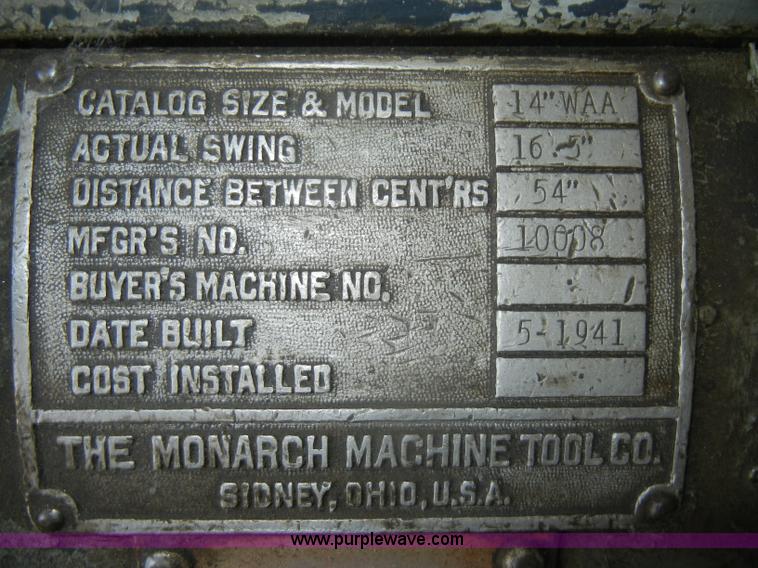 CATALOG SIZE & MODEL 14" WAA
ACTUAL SWING 16.5"
DISTANCE BETWEEN CENT'RS 54"
MFGR'S NO. 10008
BUYER'S MACHINE NO.
DATE BUILT 5-1941
COST INSTALLED
THE MONARCH MACHINE TOOL CO.
SIDNEY, OHIO, U.S.A.
www.purplewave.com